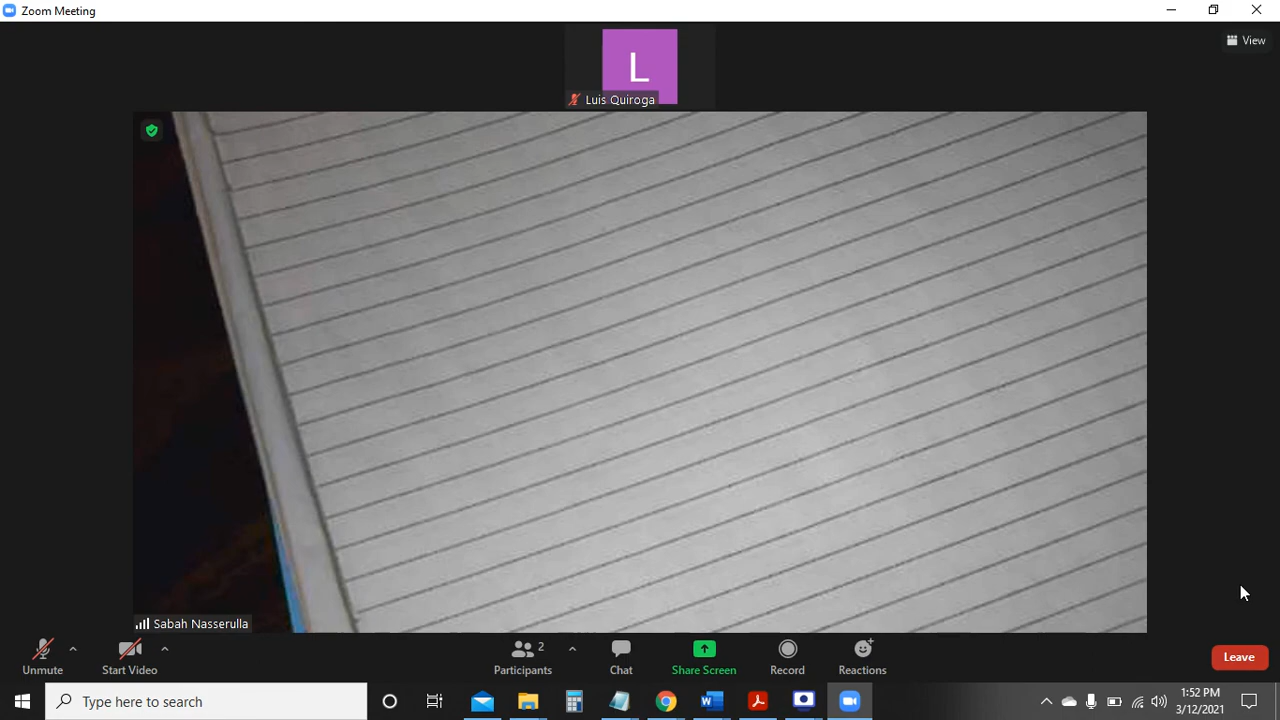 Zoom Meeting
View
L
Luis Quiroga
Sabah Nasserulla
Unmute
Start Video
Participants
2
Chat
Share Screen
Record
Reactions
Leave
Type here to search
1:52 PM
3/12/2021